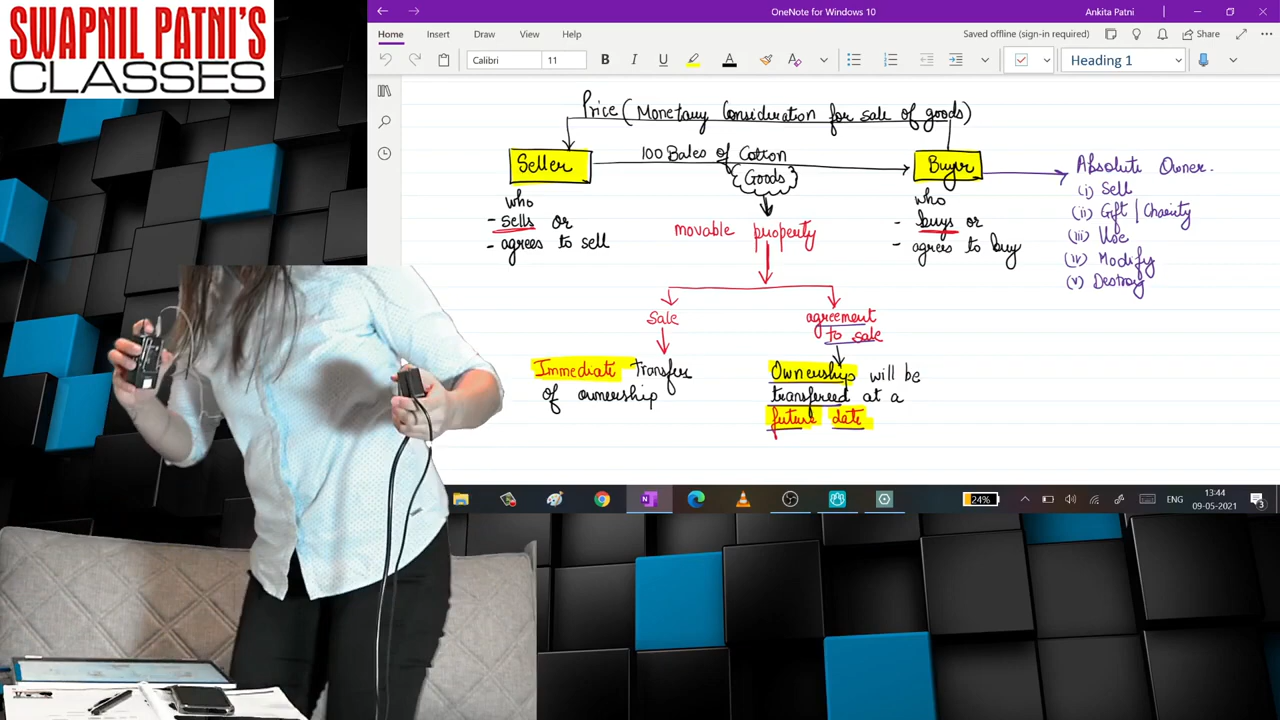 SWAPNIL PATNI'S
CLASSES
OneNote for Windows 10
Ankita Patni
Home Insert Draw View Help
Saved offline (sign-in required)
Share
Calibri 11 B I U A Heading 1
Price (Monetary Consideration for sale of goods)
Seller
100 Bales of Cotton
Buyer
Goods
who
- sells or
- agrees to sell
movable property
who
- buys or
- agrees to buy
Absolute Owner.
(i) Sell
(ii) Gift | Charity
(iii) Use
(iv) Modify
(v) Destroy
Sale
agreement
to sale
Immediate Transfer
of ownership
Ownership will be
transfereed at a
future date
24%
ENG
13:44
09-05-2021
3